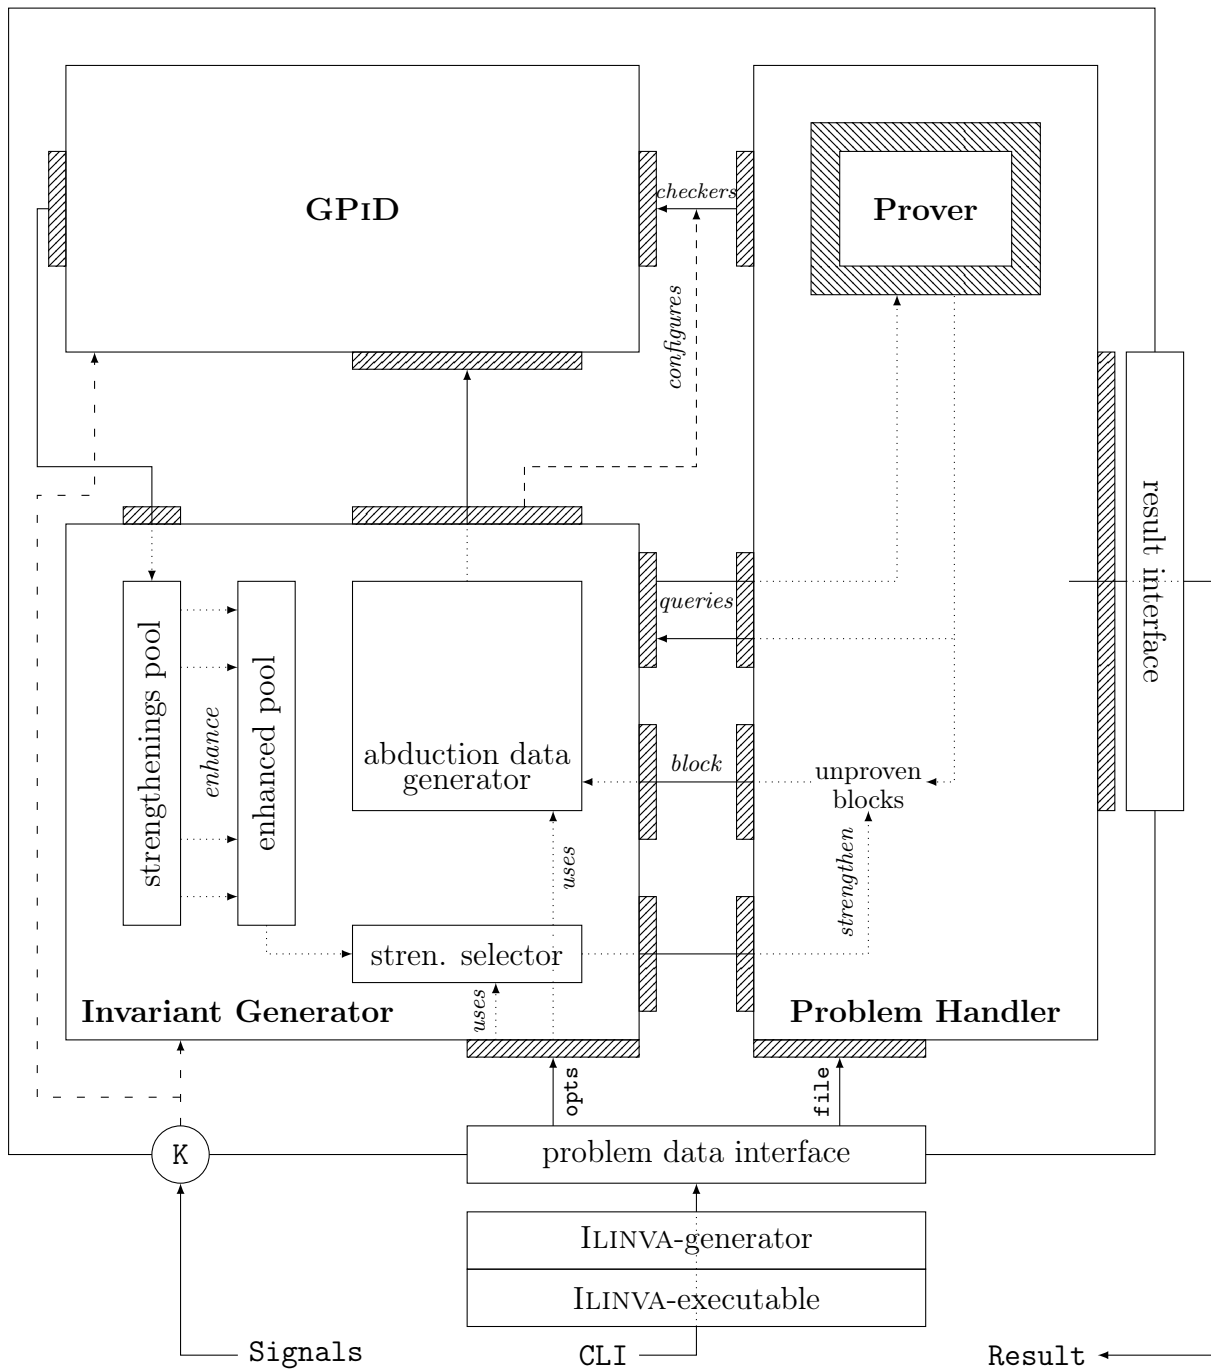 GPiD
checkers
Prover
configures
result interface
queries
strengthenings pool
enhance
enhanced pool
abduction data
generator
block
unproven
blocks
uses
strengthen
stren. selector
uses
Invariant Generator
Problem Handler
opts
file
K
problem data interface
ILINVA-generator
ILINVA-executable
Signals
CLI
Result